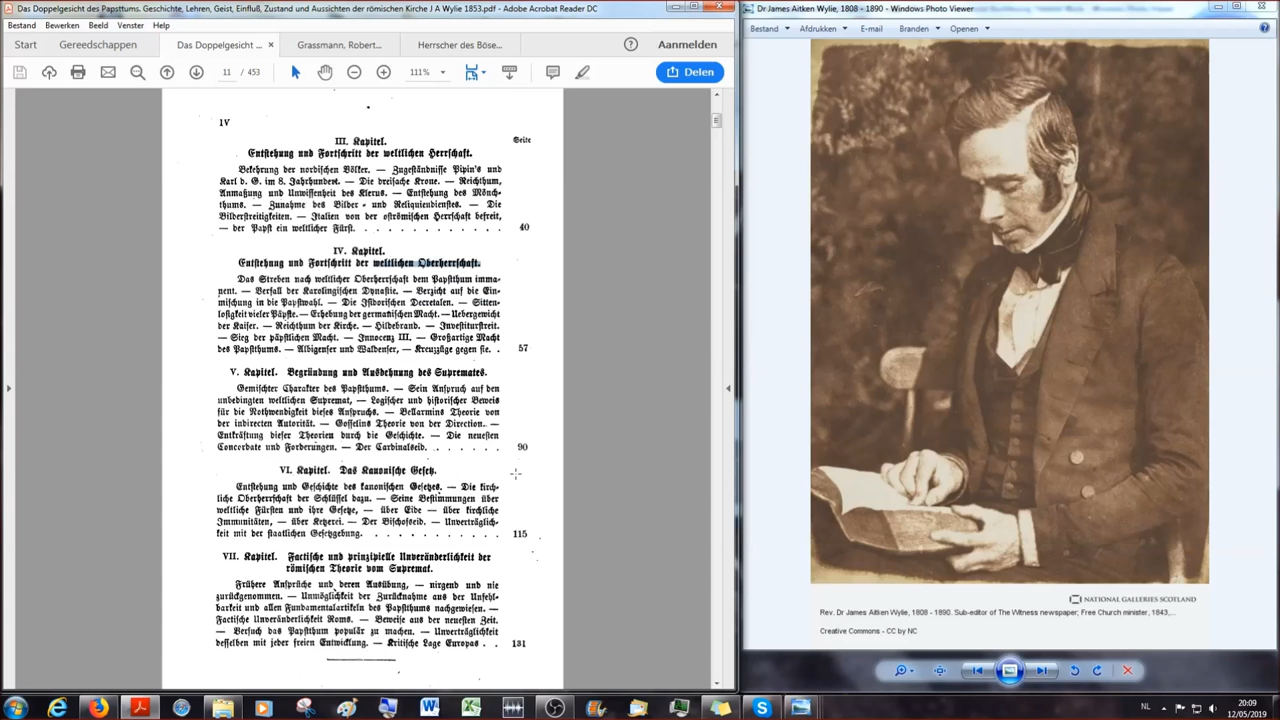 Das Doppelgesicht des Papsttums. Geschichte, Lehren, Geist, Einfluß, Zustand und Aussichten der römischen Kirche J A Wylie 1853.pdf - Adobe Acrobat Reader DC
Bestand Bewerken Beeld Venster Help
Start Gereedschappen Das Doppelgesicht ... Grassmann, Robert... Herrscher des Böse... Aanmelden
11 / 453 111% Delen
IV
III. Kapitel. Seite
Entstehung und Fortschritt der weltlichen Herrschaft.
Bekehrung der nordischen Völker. — Zugeständnisse Pipin's und
Karl d. G. im 8. Jahrhundert. — Die dreifache Krone. — Reichthum,
Anmaßung und Unwissenheit des Klerus. — Entstehung des Mönch-
thums. — Zunahme des Bilder- und Reliquiendienstes. — Die
Bilderstreitigkeiten. — Italien von der oströmischen Herrschaft befreit,
— der Papst ein weltlicher Fürst. . . . . . . . . . . . . 40
IV. Kapitel.
Entstehung und Fortschritt der weltlichen Oberherrschaft.
Das Streben nach weltlicher Oberherrschaft dem Papstthum imma-
nent. — Verfall der Karolingischen Dynastie. — Verzicht auf die Ein-
mischung in die Papstwahl. — Die Isidorischen Decretalen. — Sitten-
losigkeit vieler Päpste. — Erhebung der germanischen Macht. — Uebergewicht
der Kaiser. — Reichthum der Kirche. — Hildebrand. — Investiturstreit.
— Sieg der päpstlichen Macht. — Innocenz III. — Großartige Macht
des Papstthums. — Albigenser und Waldenser, — Kreuzzüge gegen sie. . 57
V. Kapitel. Begründung und Ausdehnung des Supremates.
Gemischter Charakter des Papstthums. — Sein Anspruch auf den
unbedingten weltlichen Supremat, — Logischer und historischer Beweis
für die Nothwendigkeit dieses Anspruchs. — Bellarmins Theorie von
der indirecten Autorität. — Gosselins Theorie von der Direction. —
Entkräftung dieser Theorien durch die Geschichte. — Die neuesten
Concordate und Forderungen. — Der Cardinalseid. . . . . . . 90
VI. Kapitel. Das Kanonische Gesetz.
Entstehung und Geschichte des kanonischen Gesetzes. — Die kirch-
liche Oberherrschaft der Schlüssel dazu. — Seine Bestimmungen über
weltliche Fürsten und ihre Gesetze, — über Eide — über kirchliche
Immunitäten, — über Ketzerei. — Der Bischofseid. — Unverträglich-
keit mit der staatlichen Gesetzgebung. . . . . . . . . . . . 115
VII. Kapitel. Factische und prinzipielle Unveränderlichkeit der
römischen Theorie vom Supremat.
Frühere Ansprüche und deren Ausübung, — nirgend und nie
zurückgenommen. — Unmöglichkeit der Zurücknahme aus der Unfehl-
barkeit und allen Fundamentalartikeln des Papstthums nachgewiesen. —
Factische Unveränderlichkeit Roms. — Beweise aus der neuesten Zeit.
— Versuch das Papstthum populär zu machen. — Unverträglichkeit
desselben mit jeder freien Entwicklung. — Kritische Lage Europas . . 131
Dr James Aitken Wylie, 1808 - 1890 - Windows Photo Viewer
Bestand Afdrukken E-mail Branden Openen
NATIONAL GALLERIES SCOTLAND
Rev. Dr James Aitken Wylie, 1808 - 1890. Sub-editor of The Witness newspaper; Free Church minister, 1843,...
Creative Commons - CC by NC
NL 20:09
12/05/2019